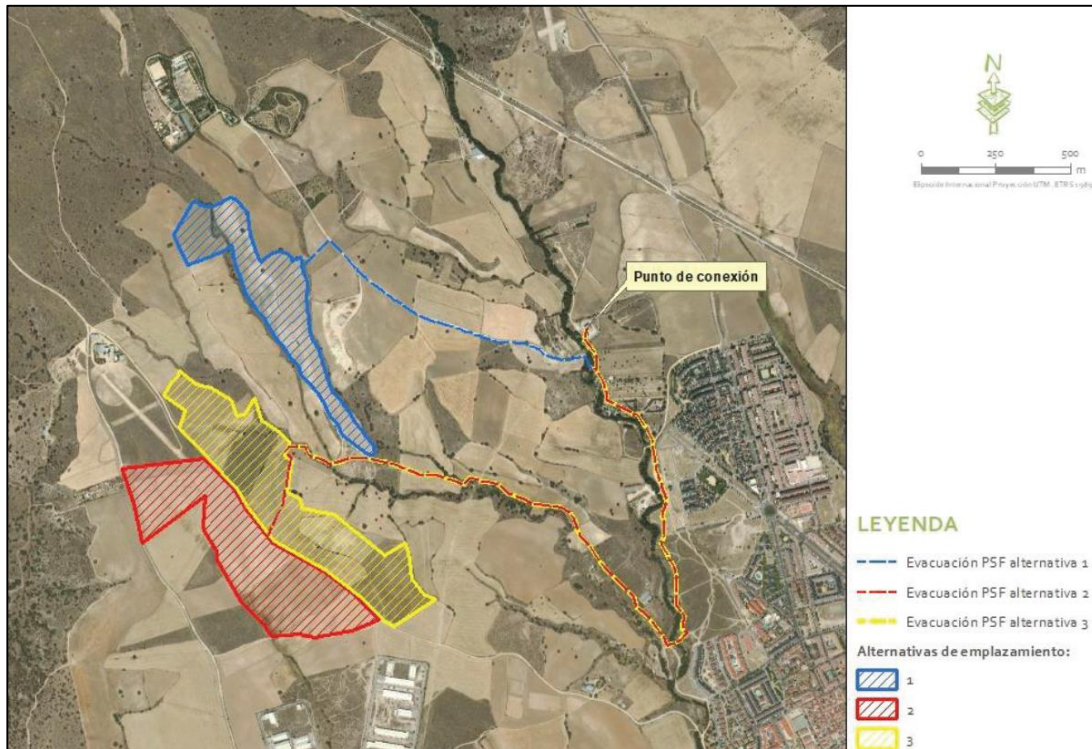 N
0 250 500
m
Punto de conexión
LEYENDA
Evacuación PSF alternativa 1
Evacuación PSF alternativa 2
Evacuación PSF alternativa 3
Alternativas de emplazamiento:
1
2
3